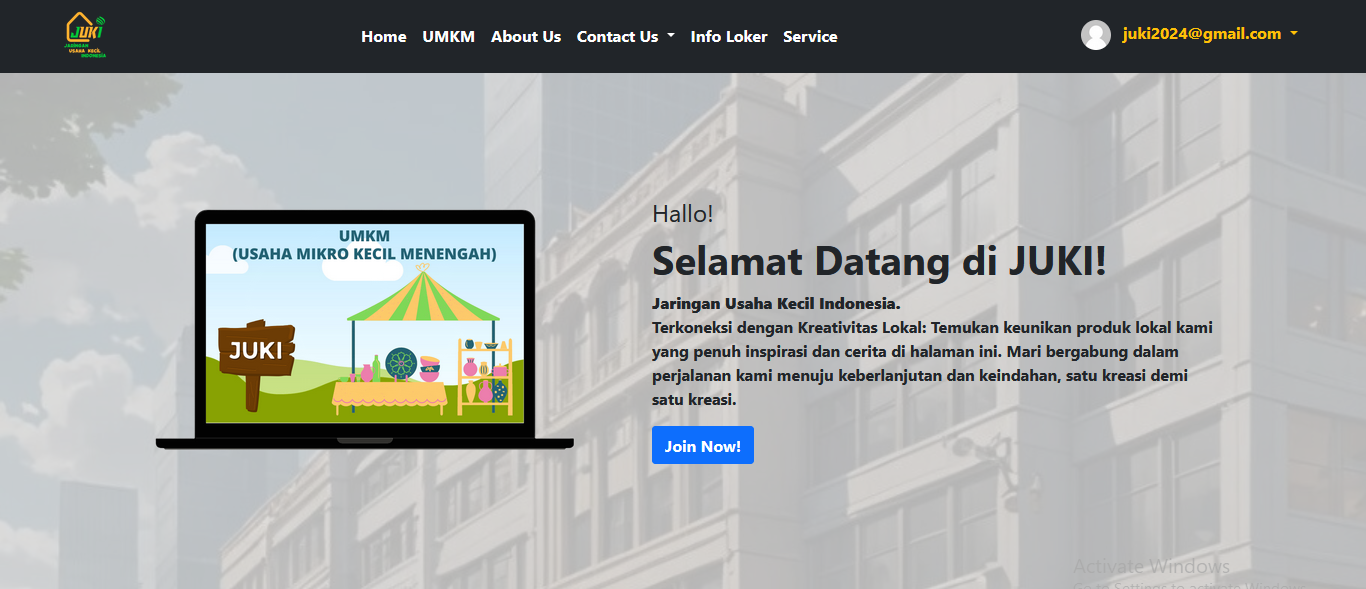 JUKI
JARINGAN
USAHA KECIL
INDONESIA
Home UMKM About Us Contact Us Info Loker Service
juki2024@gmail.com
UMKM
(USAHA MIKRO KECIL MENENGAH)
JUKI
Hallo!
Selamat Datang di JUKI!
Jaringan Usaha Kecil Indonesia.
Terkoneksi dengan Kreativitas Lokal: Temukan keunikan produk lokal kami
yang penuh inspirasi dan cerita di halaman ini. Mari bergabung dalam
perjalanan kami menuju keberlanjutan dan keindahan, satu kreasi demi
satu kreasi.
Join Now!
Activate Windows
Go to Settings to activate Windows.